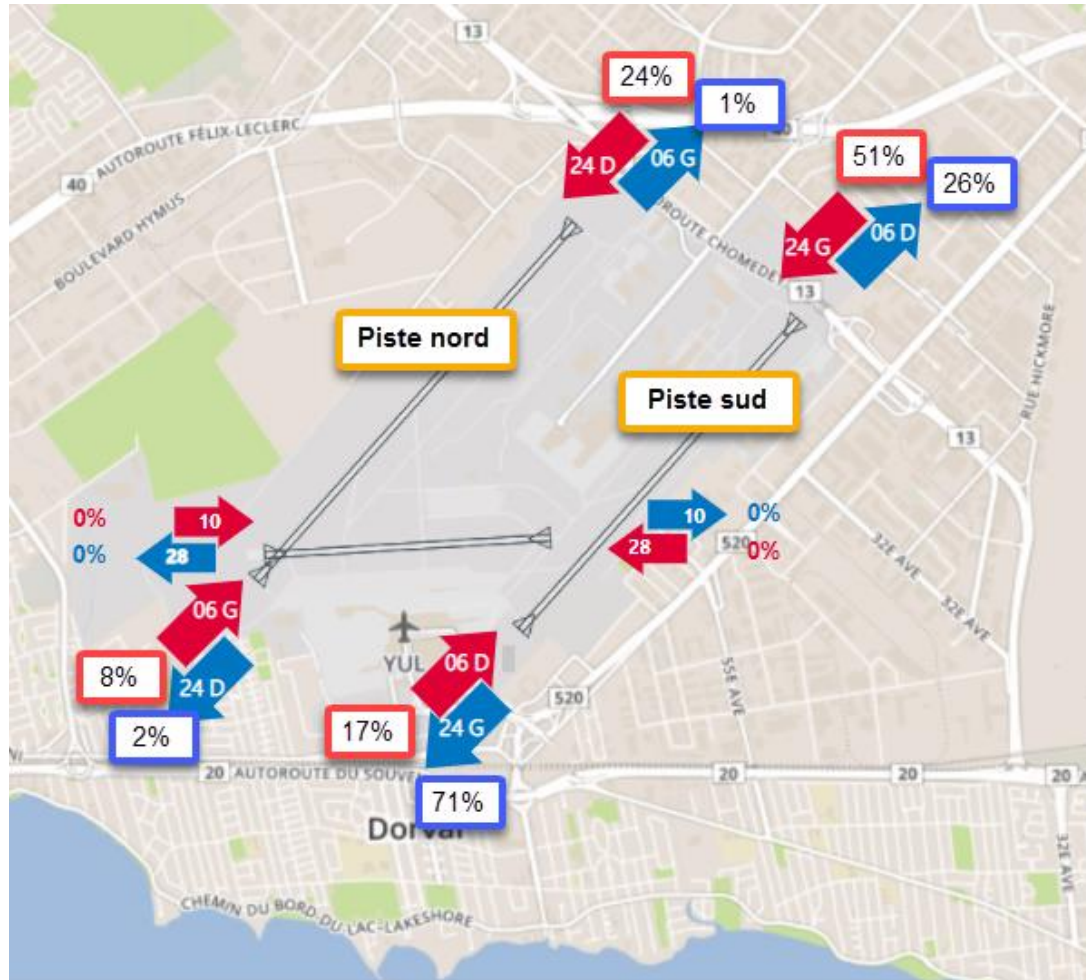 13
24%
1%
AUTOROUTE FÉLIX-LECLERC
24 D
06 G
51%
26%
40
BOULEVARD HYMUS
ROUTE CHOMEDEY
24 G
06 D
13
Piste nord
Piste sud
RUE HICKMORE
13
0%
10
10
0%
0%
28
28
0%
520
32E AVE
32E AVE
06 G
YUL
06 D
55E AVE
8%
24 D
520
2%
17%
24 G
20
AUTOROUTE DU SOUVE
20
20
20
71%
Dorval
32E AVE
CHEMIN DU BORD-DU-LAC-LAKESHORE